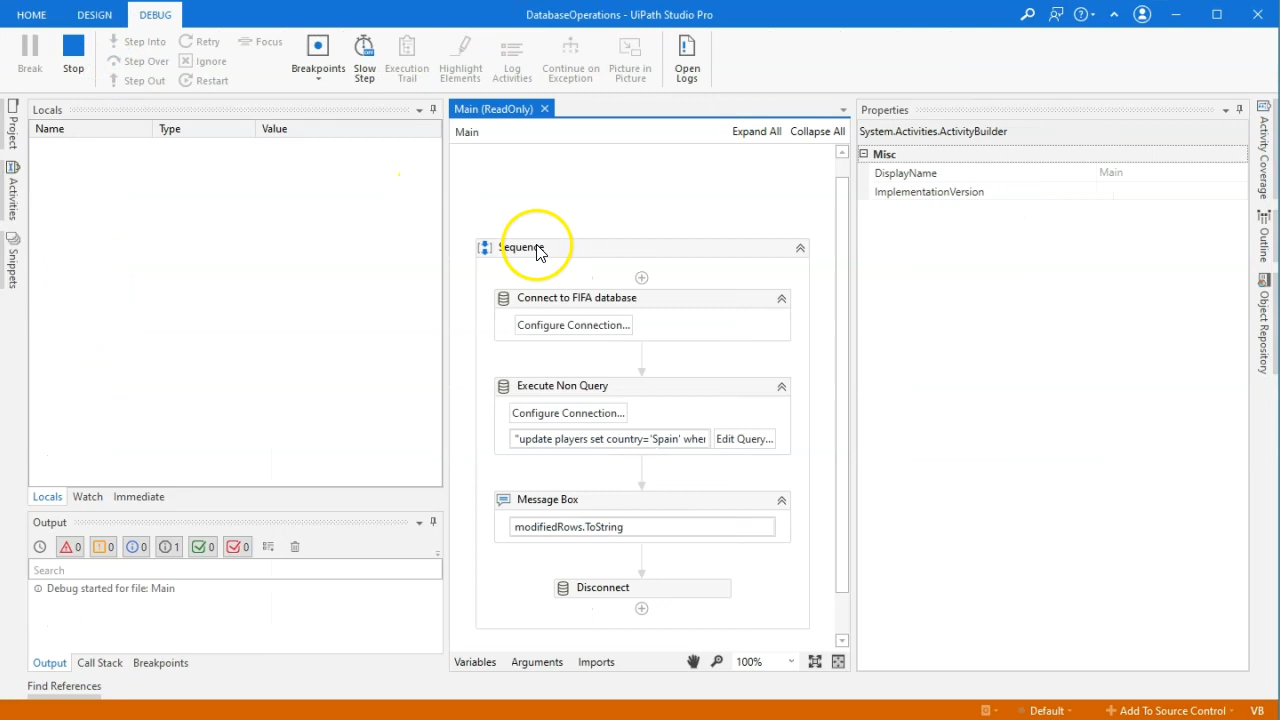 HOME DESIGN DEBUG DatabaseOperations - UiPath Studio Pro
Break Stop Step Into Step Over Step Out Retry Ignore Restart Focus Breakpoints Slow Step Execution Trail Highlight Elements Log Activities Continue on Exception Picture in Picture Open Logs
Project
Activities
Snippets
Locals
Name Type Value
Locals Watch Immediate
Output
0 0 0 1 0 0
Search
Debug started for file: Main
Output Call Stack Breakpoints
Find References
Main (ReadOnly)
Main Expand All Collapse All
Sequence
Connect to FIFA database
Configure Connection...
Execute Non Query
Configure Connection...
"update players set country='Spain' wher Edit Query...
Message Box
modifiedRows.ToString
Disconnect
Variables Arguments Imports 100%
Properties
System.Activities.ActivityBuilder
Misc
DisplayName Main
ImplementationVersion
Activity Coverage
Outline
Object Repository
Default Add To Source Control VB